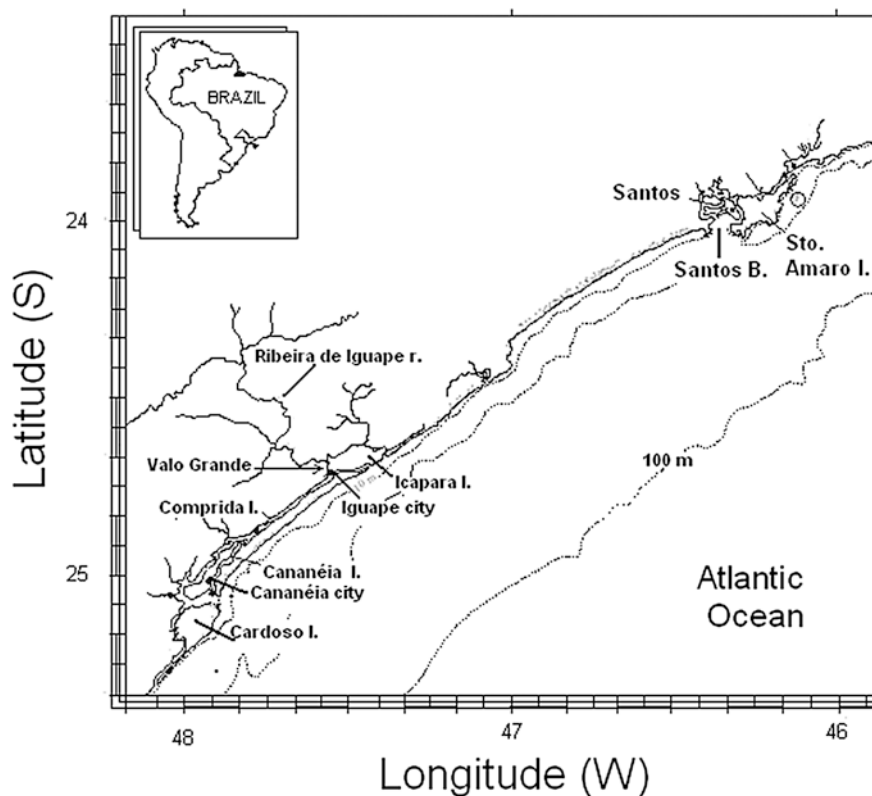 BRAZIL
24
25
Latitude (S)
Santos
Santos B.
Sto.
Amaro I.
Ribeira de Iguape r.
Valo Grande
Icapara I.
Iguape city
10 m
100 m
Comprida I.
Cananéia I.
Cananéia city
Cardoso I.
Atlantic
Ocean
48
47
46
Longitude (W)